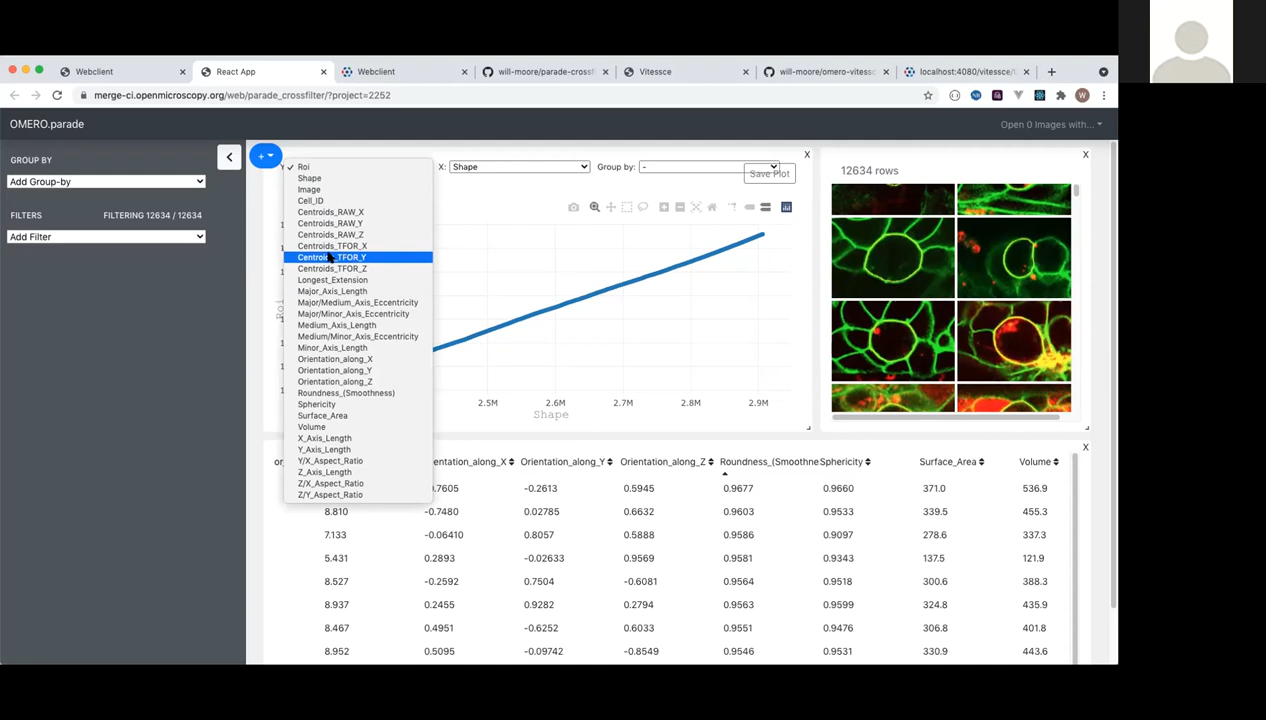 Webclient
React App
Webclient
will-moore/parade-crossfi
Vitessce
will-moore/omero-vitessc
localhost:4080/vitessce/
merge-ci.openmicroscopy.org/web/parade_crossfilter/?project=2252
W
OMERO.parade
Open 0 Images with...
GROUP BY
Add Group-by
FILTERS FILTERING 12634 / 12634
Add Filter
+
Y
✓ Roi
Shape
Image
Cell_ID
Centroids_RAW_X
Centroids_RAW_Y
Centroids_RAW_Z
Centroids_TFOR_X
Centroids_TFOR_Y
Centroids_TFOR_Z
Longest_Extension
Major_Axis_Length
Major/Medium_Axis_Eccentricity
Major/Minor_Axis_Eccentricity
Medium_Axis_Length
Medium/Minor_Axis_Eccentricity
Minor_Axis_Length
Orientation_along_X
Orientation_along_Y
Orientation_along_Z
Roundness_(Smoothness)
Sphericity
Surface_Area
Volume
X_Axis_Length
Y_Axis_Length
Y/X_Aspect_Ratio
Z_Axis_Length
Z/X_Aspect_Ratio
Z/Y_Aspect_Ratio
X: Shape Group by: -
X
Save Plot
2.5M 2.6M 2.7M 2.8M 2.9M
Shape
X
12634 rows
X
entation_along_X Orientation_along_Y Orientation_along_Z Roundness_(Smoothne Sphericity Surface_Area Volume
.7605 -0.2613 0.5945 0.9677 0.9660 371.0 536.9
8.810 -0.7480 0.02785 0.6632 0.9603 0.9533 339.5 455.3
7.133 -0.06410 0.8057 0.5888 0.9586 0.9097 278.6 337.3
5.431 0.2893 -0.02633 0.9569 0.9581 0.9343 137.5 121.9
8.527 -0.2592 0.7504 -0.6081 0.9564 0.9518 300.6 388.3
8.937 0.2455 0.9282 0.2794 0.9563 0.9599 324.8 435.9
8.467 0.4951 -0.6252 0.6033 0.9551 0.9476 306.8 401.8
8.952 0.5095 -0.09742 -0.8549 0.9546 0.9531 330.9 443.6